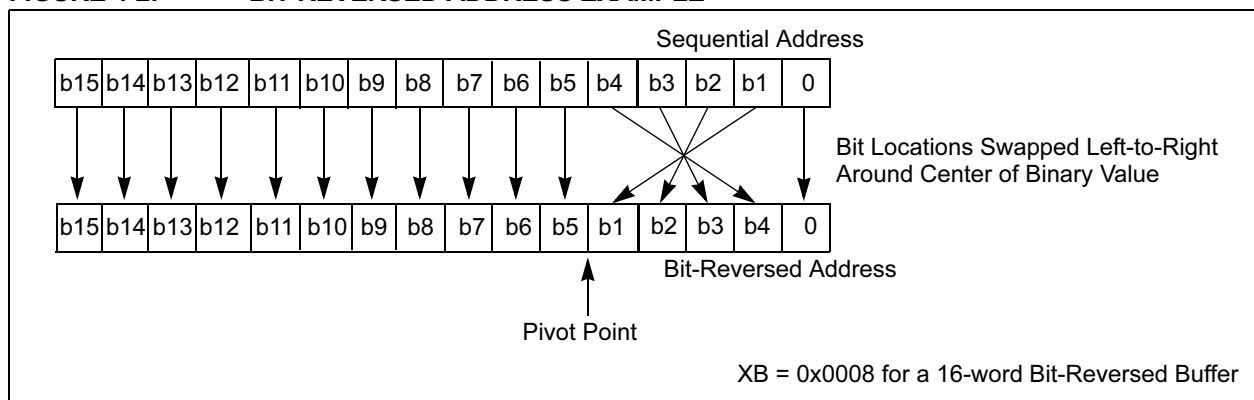 Sequential Address
b15 b14 b13 b12 b11 b10 b9 b8 b7 b6 b5 b4 b3 b2 b1 0
Bit Locations Swapped Left-to-Right
Around Center of Binary Value
b15 b14 b13 b12 b11 b10 b9 b8 b7 b6 b5 b1 b2 b3 b4 0
Bit-Reversed Address
Pivot Point
XB = 0x0008 for a 16-word Bit-Reversed Buffer